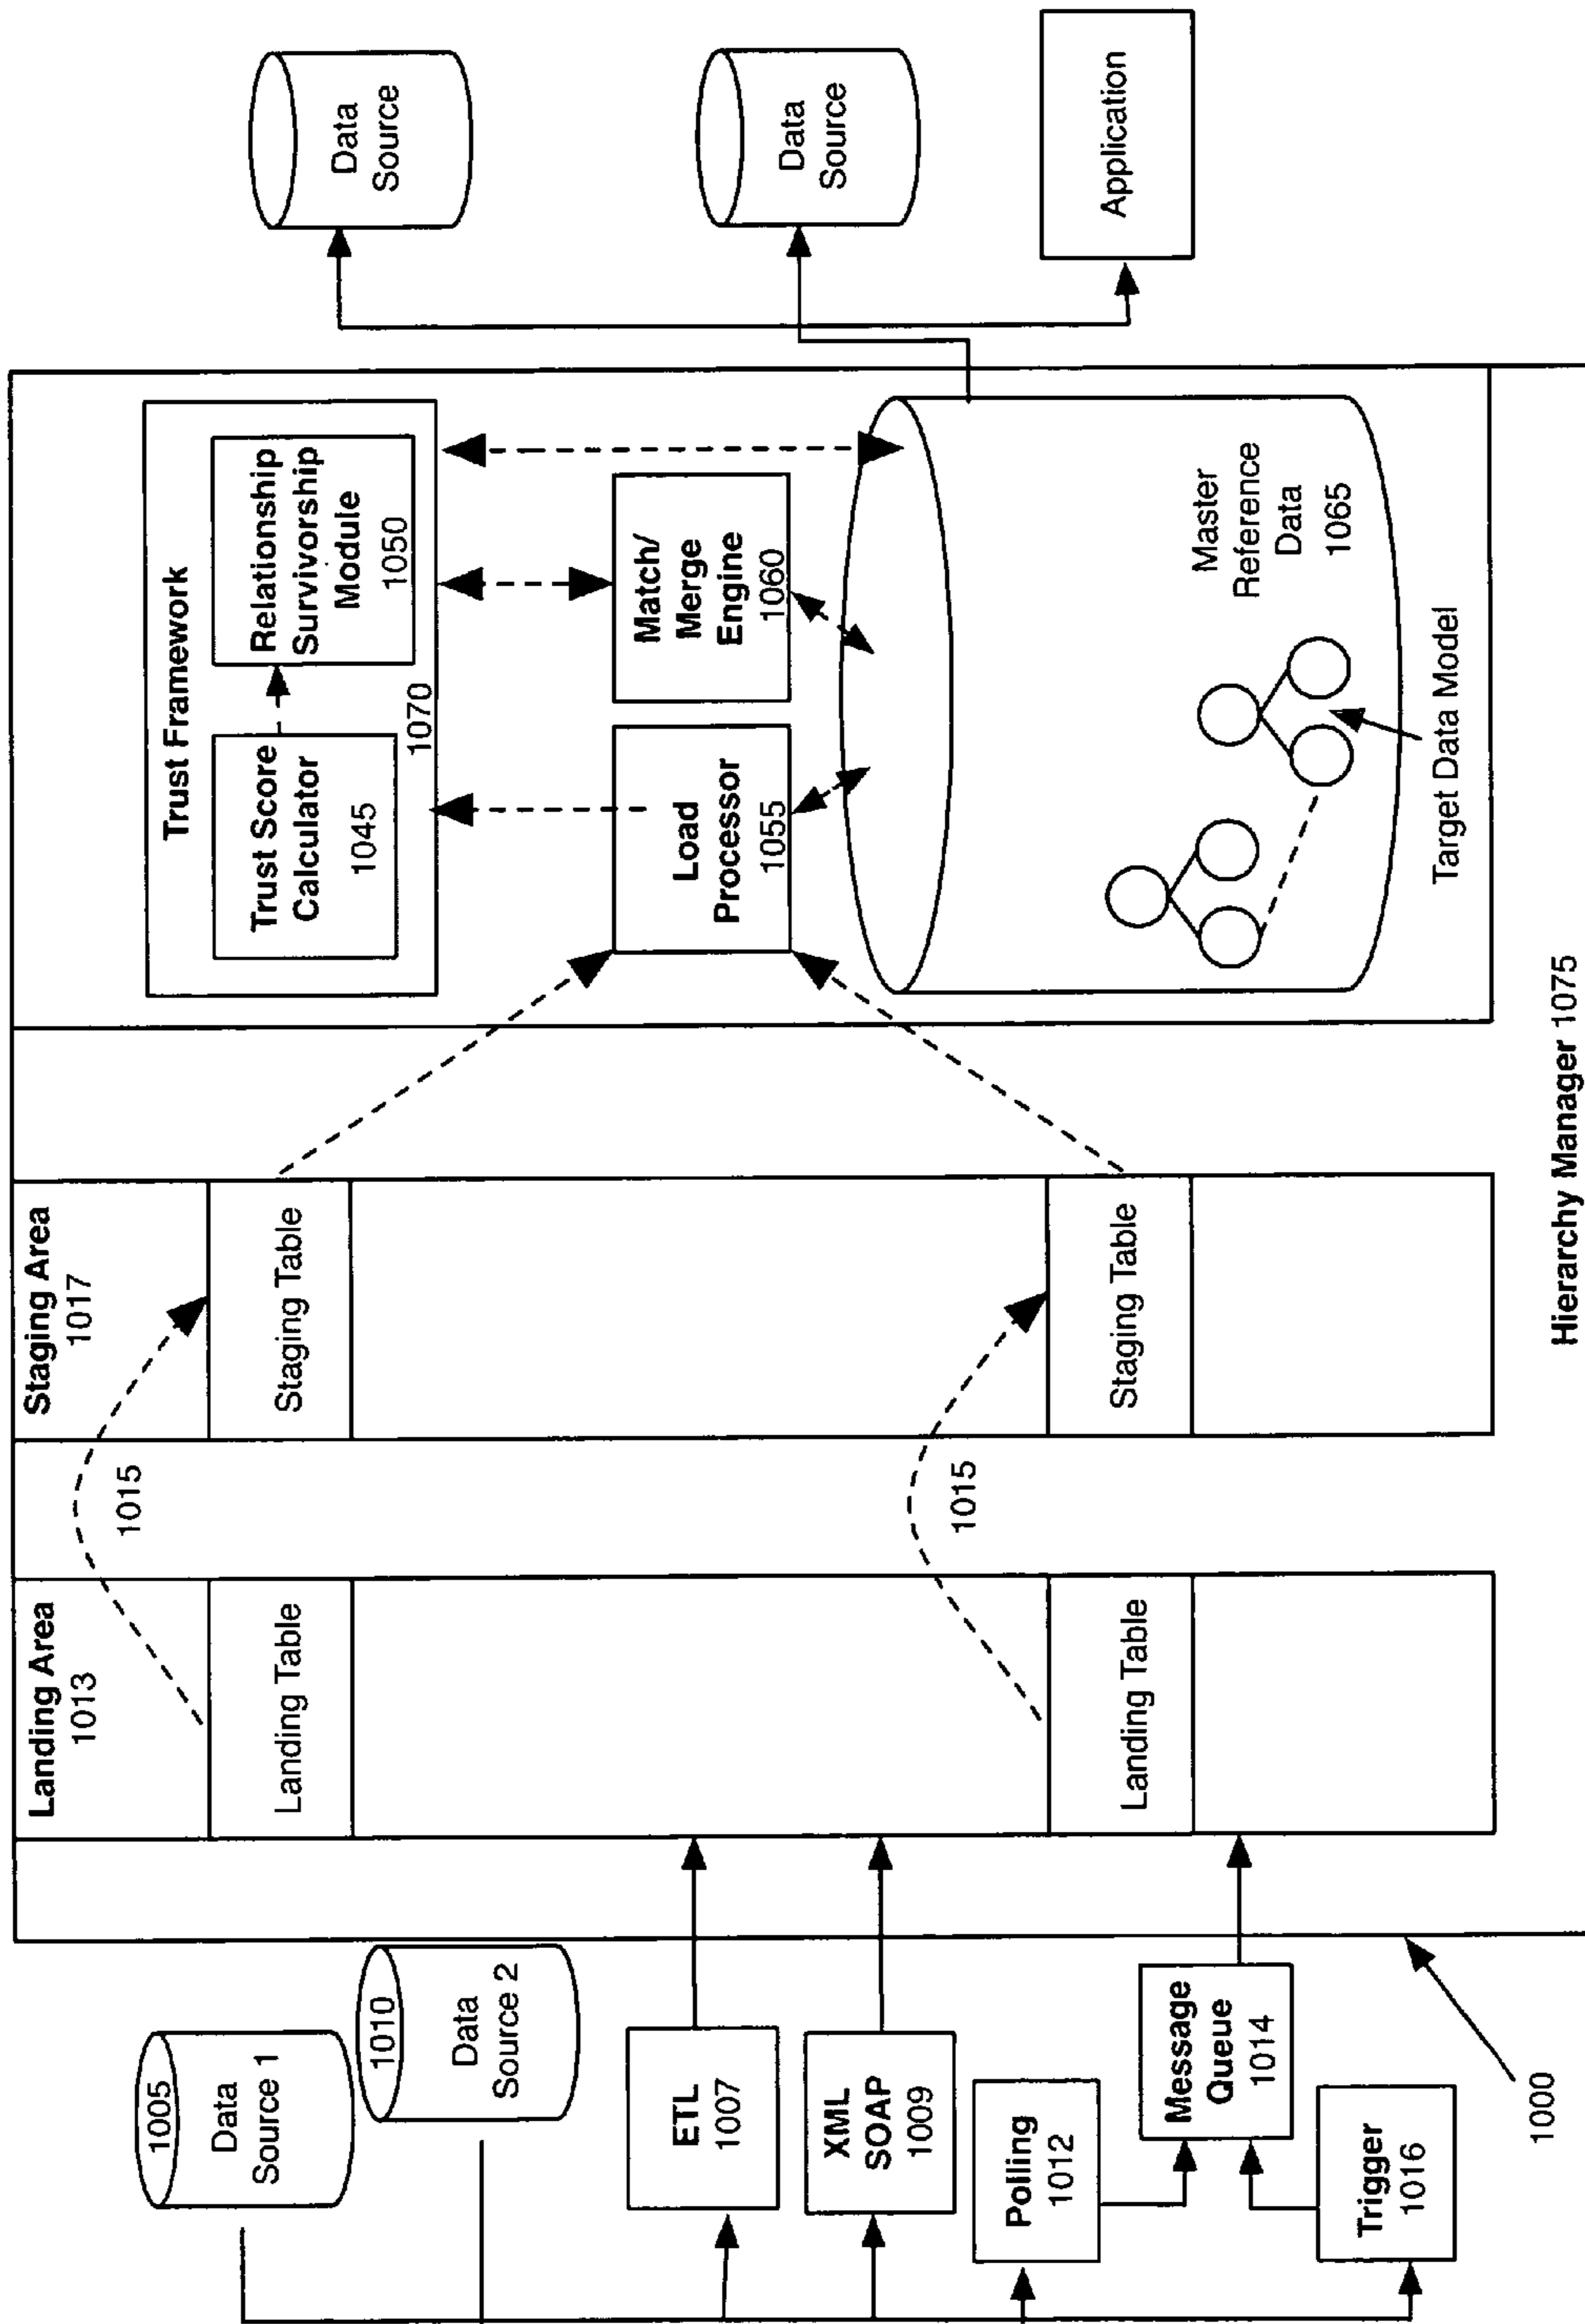 1005
Data
Source 1
1010
Data
Source 2
ETL
1007
XML
SOAP
1009
Polling
1012
Message
Queue
1014
Trigger
1016
1000
Landing Area
1013
Landing Table
Landing Table
1015
1015
Staging Area
1017
Staging Table
Staging Table
Trust Framework
Trust Score
Calculator
1045
Relationship
Survivorship
Module
1050
1070
Load
Processor
1055
Match/
Merge
Engine
1060
Master
Reference
Data
1065
Target Data Model
Hierarchy Manager 1075
Data
Source
Data
Source
Application